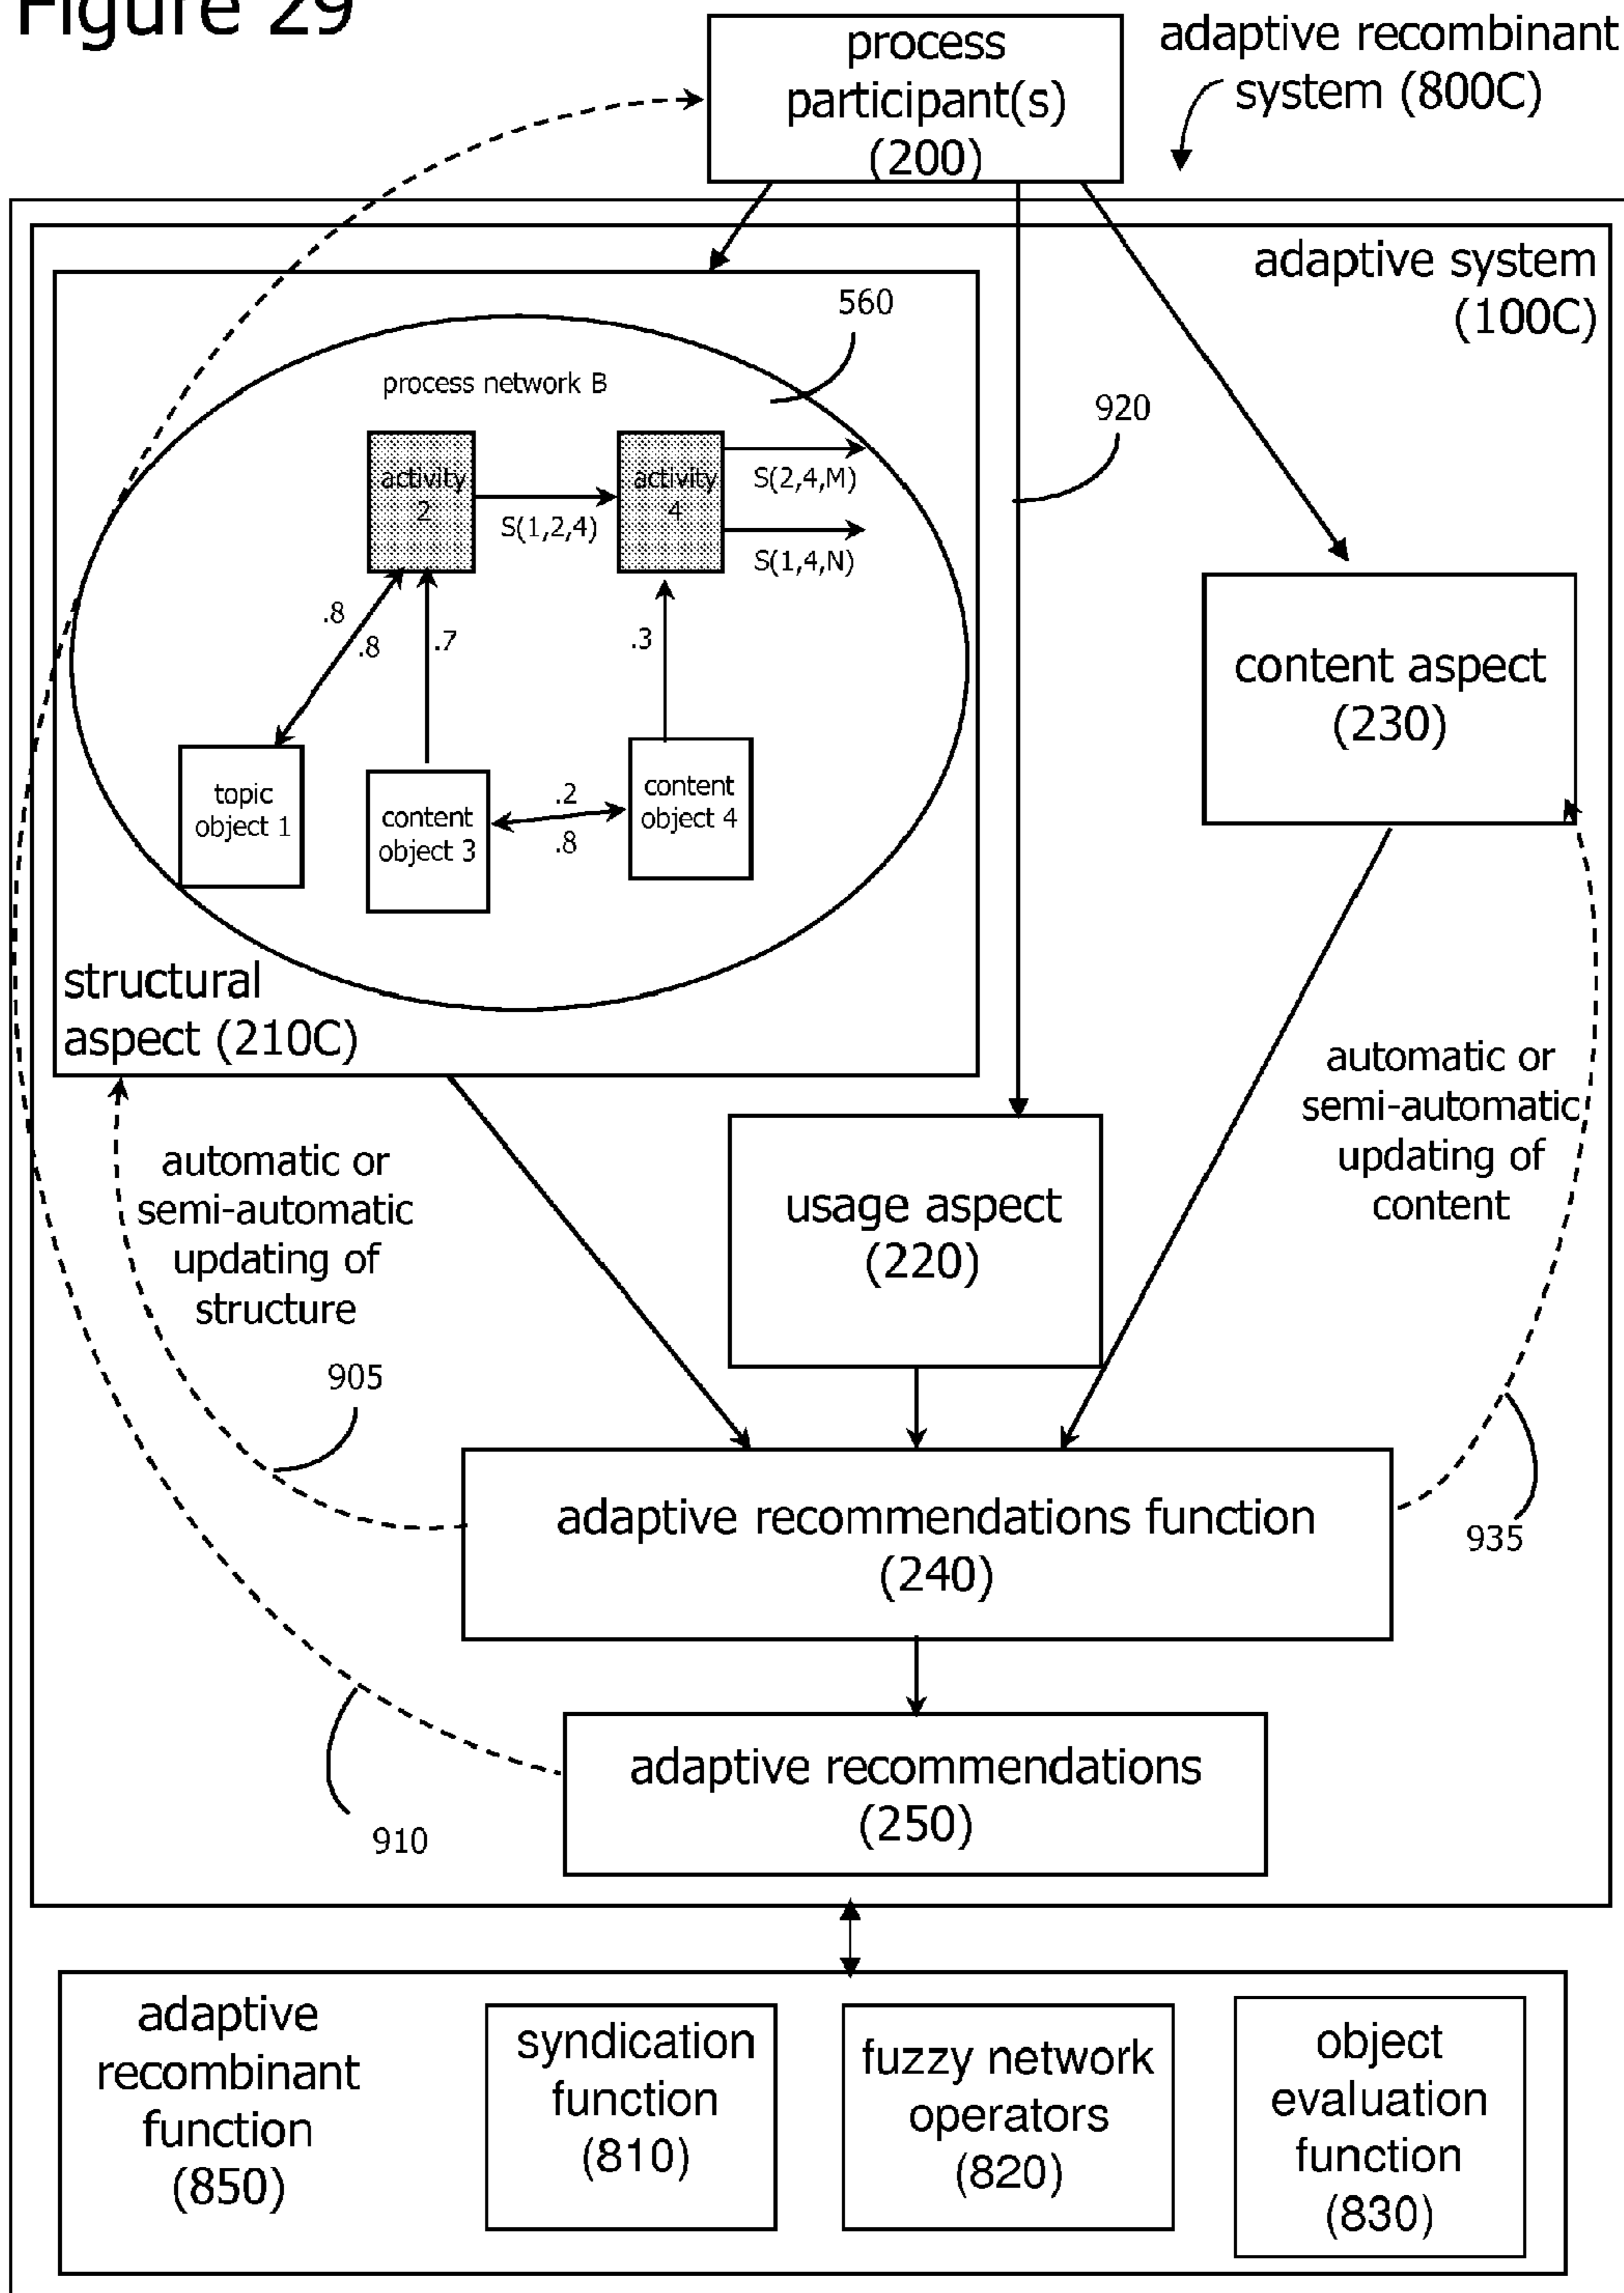 Figure 29
process
participant(s)
(200)
adaptive recombinant
system (800C)
adaptive system
(100C)
560
process network B
920
activity
2
activity
4
S(1,2,4)
S(2,4,M)
S(1,4,N)
.8
.8
.7
.3
content aspect
(230)
topic
object 1
content
object 3
.2
.8
content
object 4
structural
aspect (210C)
automatic or
semi-automatic
updating of
content
automatic or
semi-automatic
updating of
structure
usage aspect
(220)
905
adaptive recommendations function
(240)
935
adaptive recommendations
(250)
910
adaptive
recombinant
function
(850)
syndication
function
(810)
fuzzy network
operators
(820)
object
evaluation
function
(830)